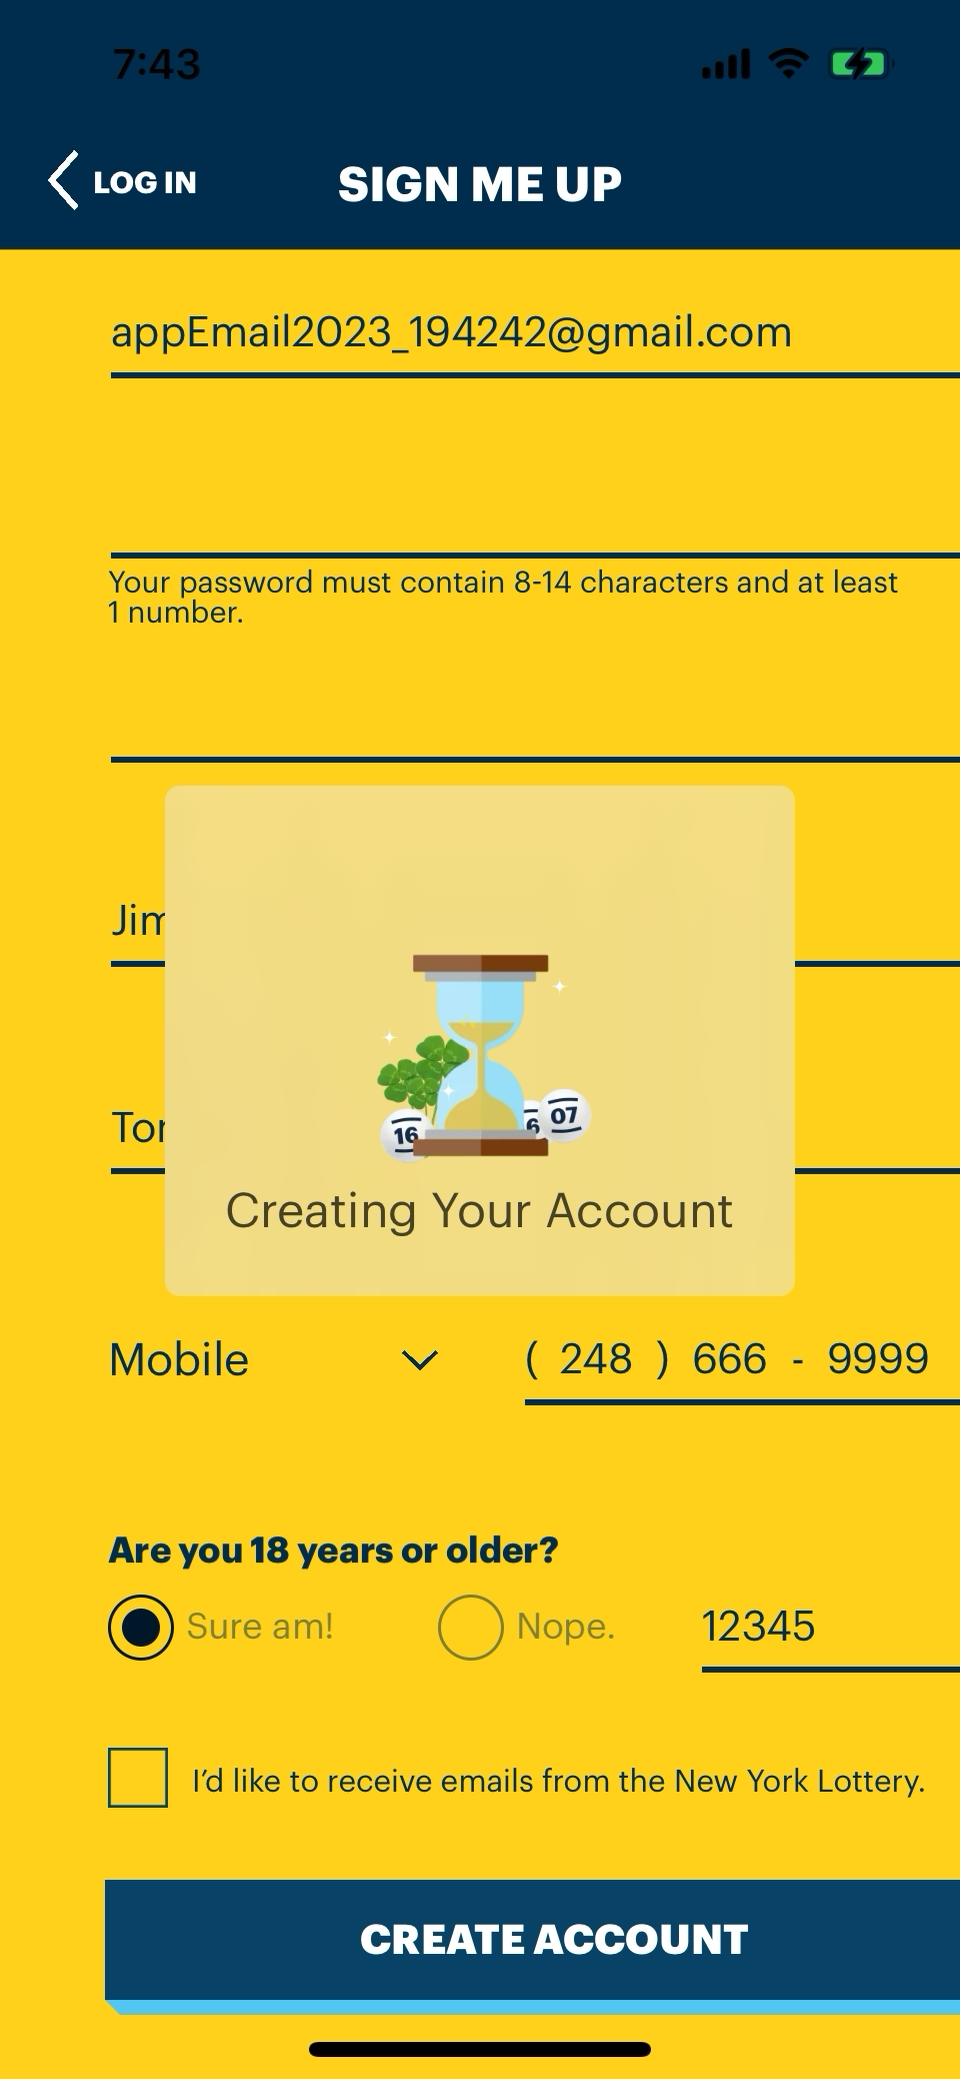 7:43
LOG IN
SIGN ME UP
appEmail2023_194242@gmail.com
Your password must contain 8-14 characters and at least
1 number.
16
6
07
Creating Your Account
Mobile
( 248 ) 666 - 9999
Are you 18 years or older?
Sure am!
Nope.
12345
I'd like to receive emails from the New York Lottery.
CREATE ACCOUNT